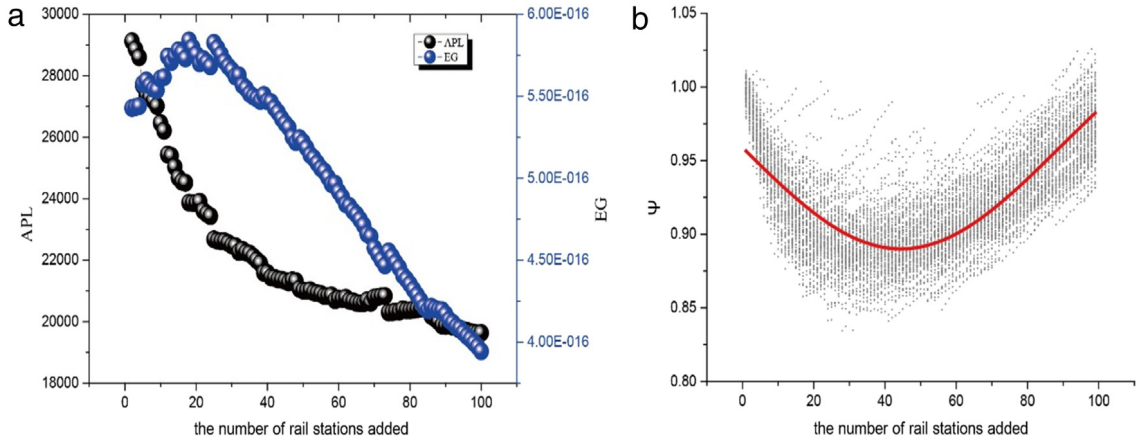 a
30000
28000
26000
24000
22000
20000
18000
APL
0
20
40
60
80
100
the number of rail stations added
6.00E-016
5.50E-016
5.00E-016
4.50E-016
4.00E-016
EG
APL
EG
b
1.05
1.00
0.95
0.90
0.85
0.80
Ψ
0
20
40
60
80
100
the number of rail stations added